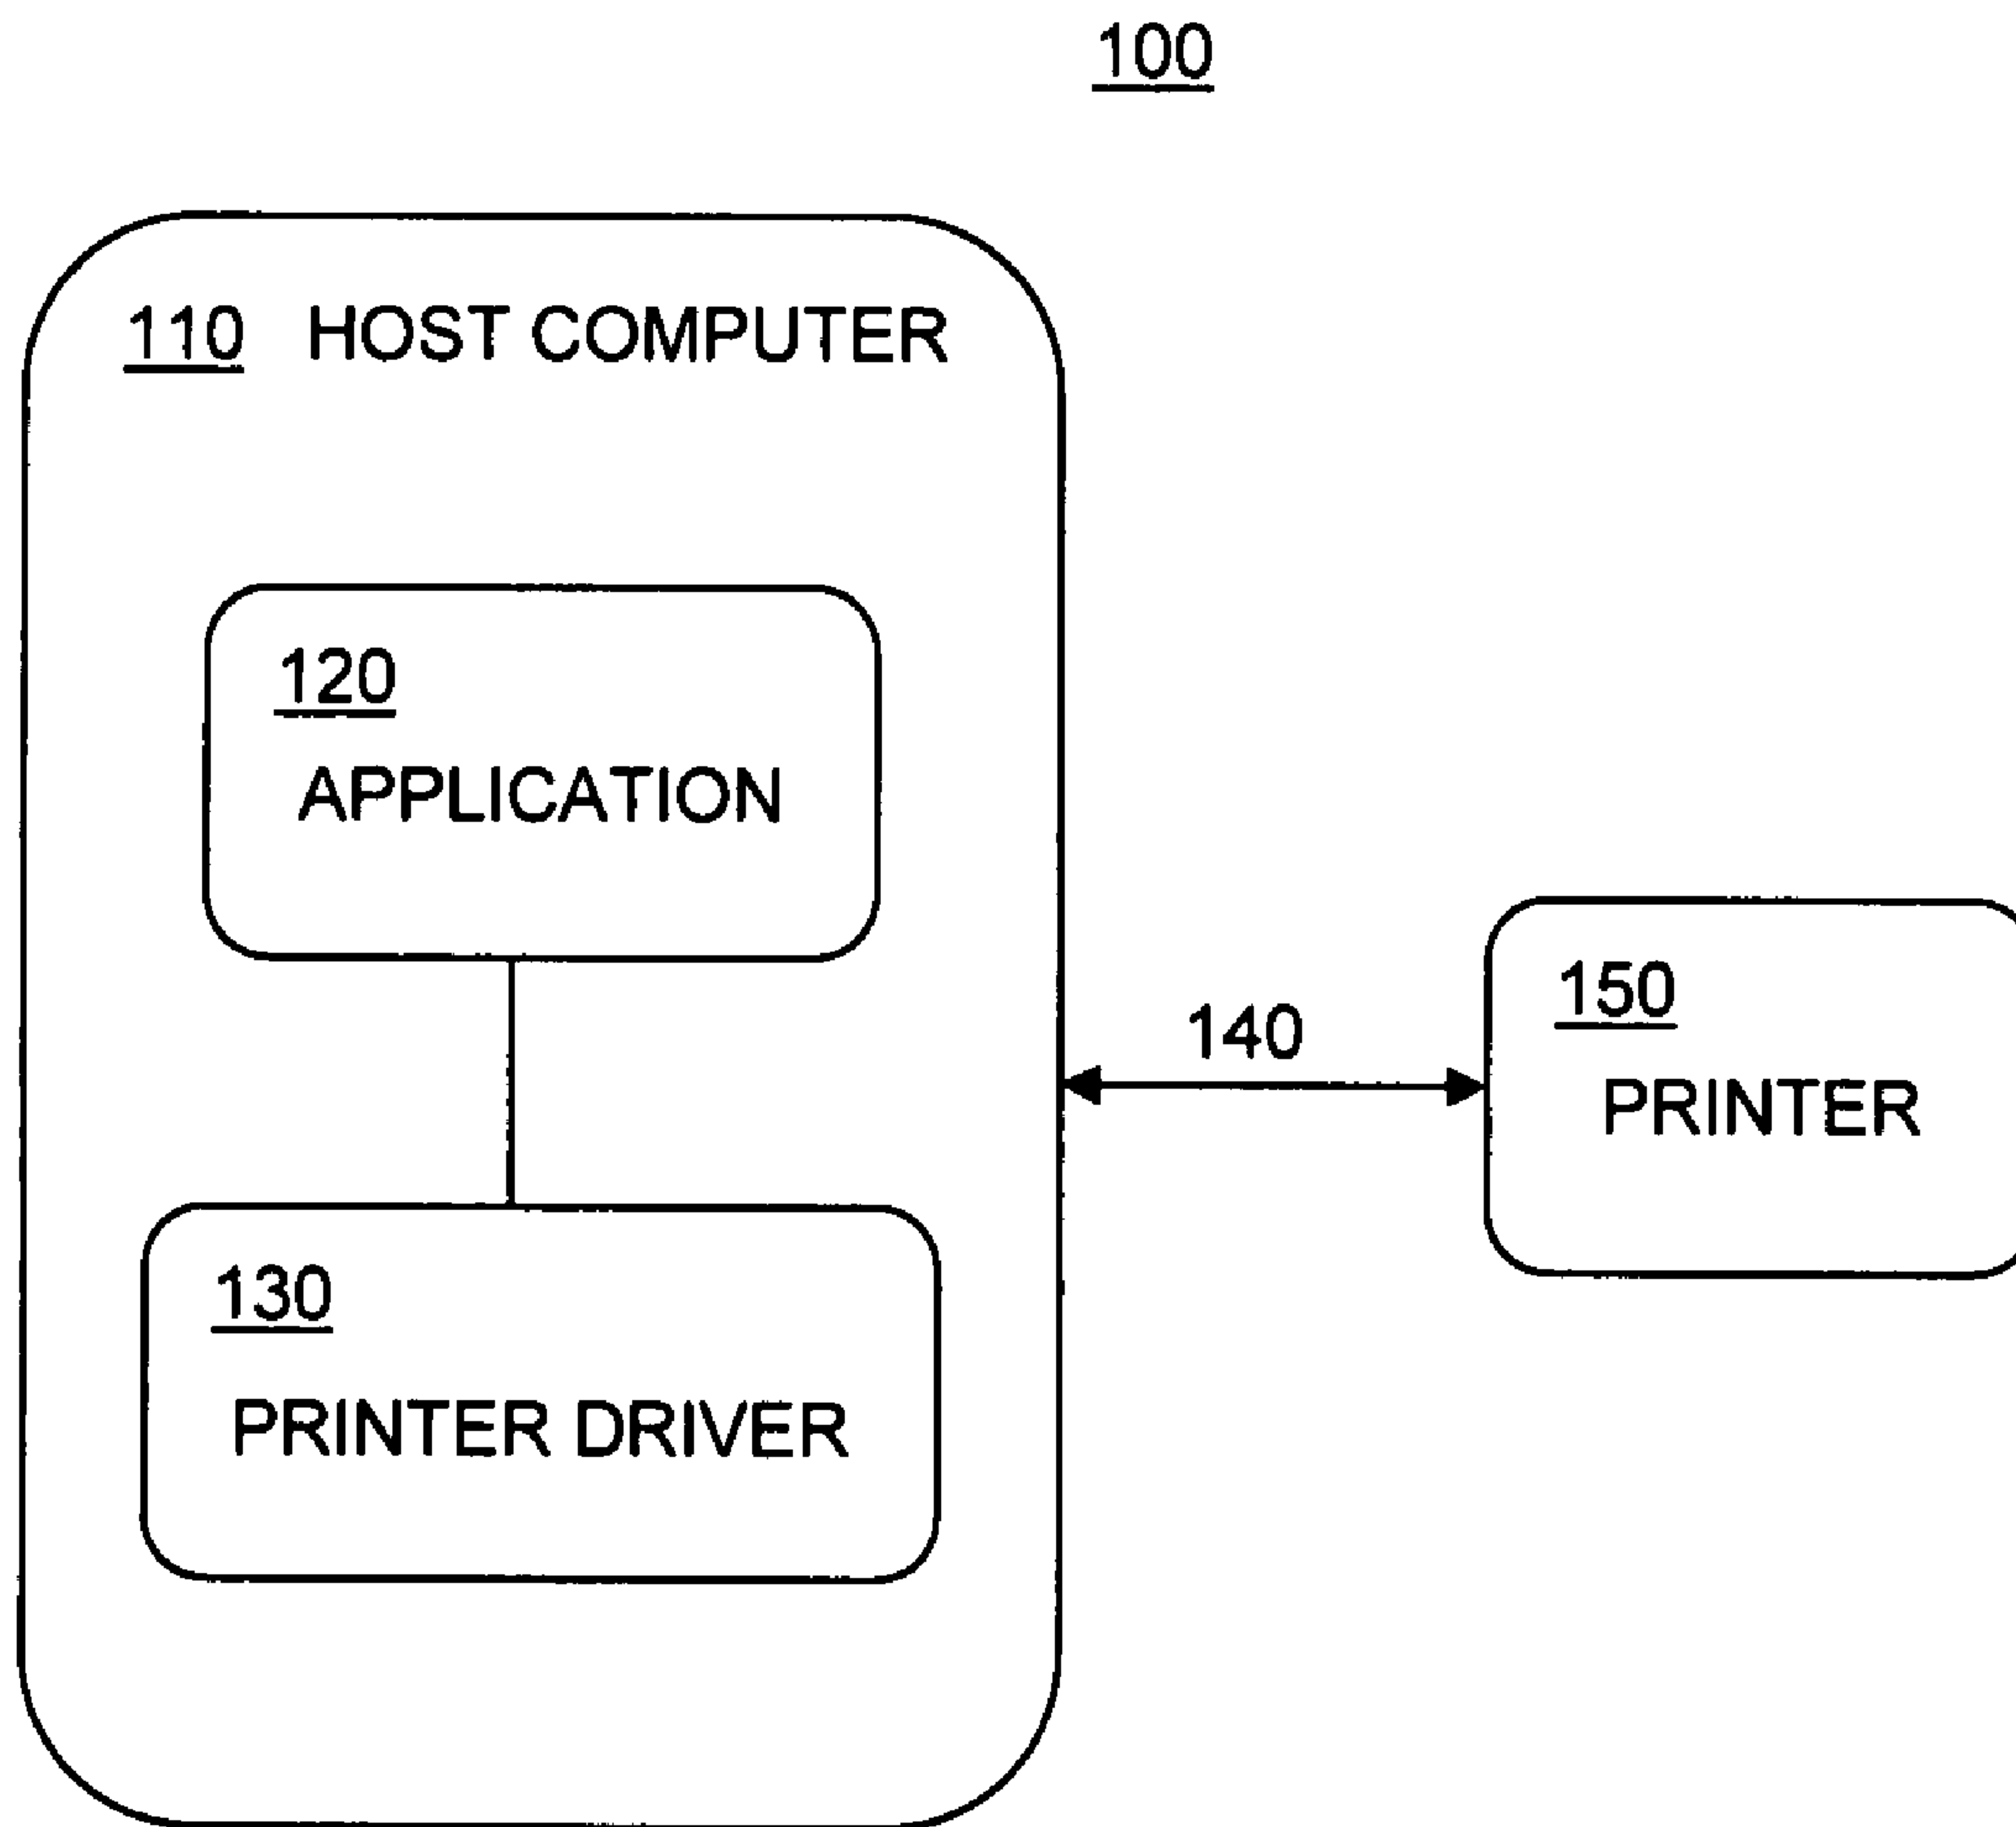 100
110 HOST COMPUTER
120
APPLICATION
140
150
PRINTER
130
PRINTER DRIVER